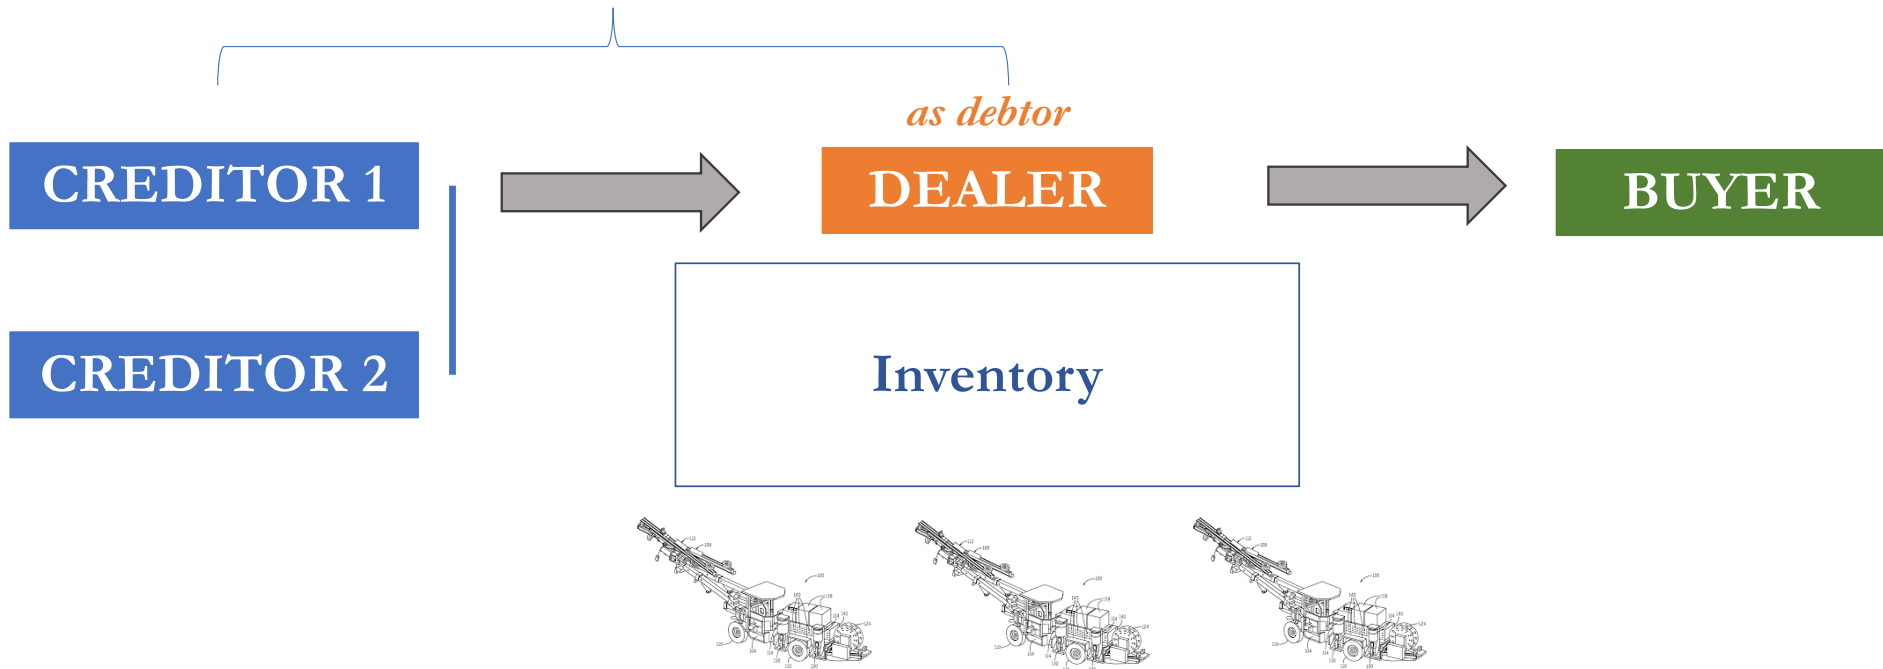 as debtor
CREDITOR 1
DEALER
BUYER
CREDITOR 2
Inventory